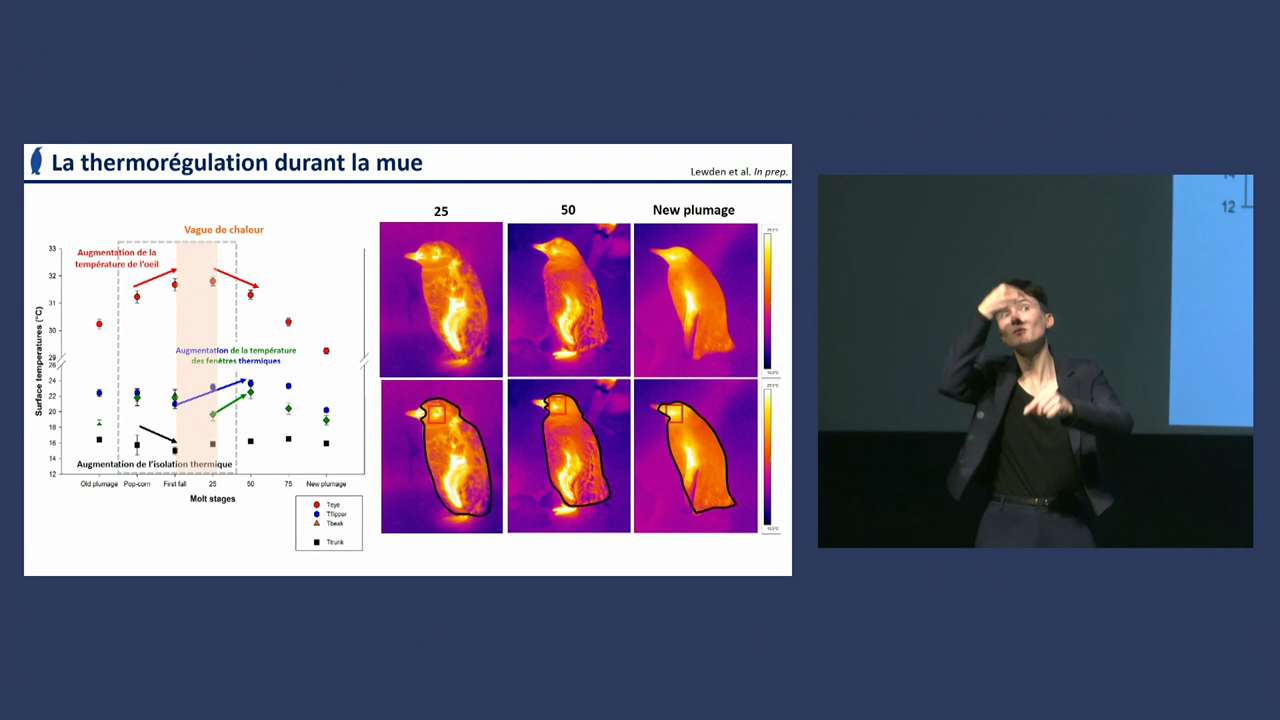 La thermorégulation durant la mue
Lewden et al. In prep.
Vague de chaleur
Augmentation de la
température de l'oeil
33
32
31
30
29
26
24
22
20
18
16
14
12
Surface temperatures (°C)
Augmentation de la température
des fenêtres thermiques
Augmentation de l'isolation thermique
Old plumage
Pop-corn
First fall
25
50
75
New plumage
Molt stages
Teye
Tflipper
Tbeak
Ttrunk
25
50
New plumage
12